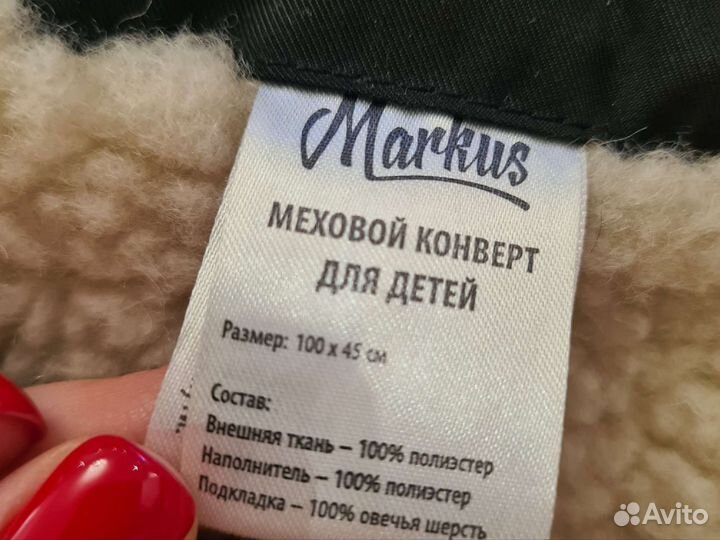 Markus
МЕХОВОЙ КОНВЕРТ
ДЛЯ ДЕТЕЙ
Размер: 100 x 45 см
Состав:
Внешняя ткань – 100% полиэстер
Наполнитель – 100% полиэстер
Подкладка – 100% овечья шерсть
Avito